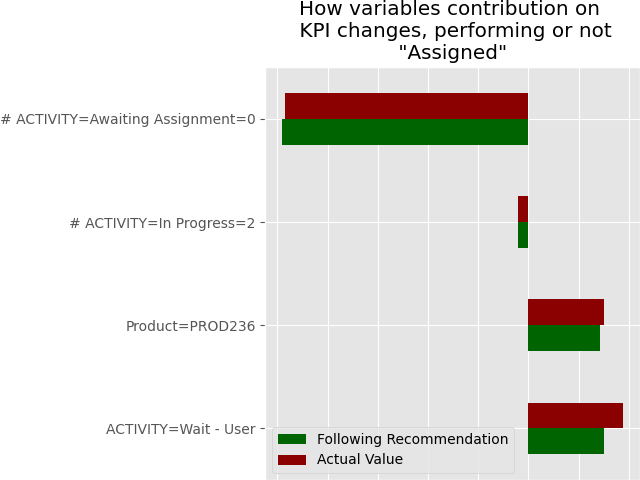 How variables contribution on
KPI changes, performing or not
"Assigned"
# ACTIVITY=Awaiting Assignment=0
# ACTIVITY=In Progress=2
Product=PROD236
ACTIVITY=Wait - User
Following Recommendation
Actual Value